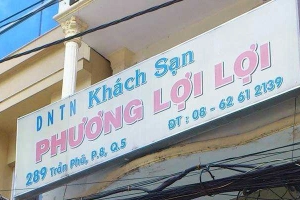 DNTN Khách Sạn
PHƯƠNG LỢI LỢI
289 Trần Phú, P.8, Q.5 ĐT : 08 - 62 61 2139